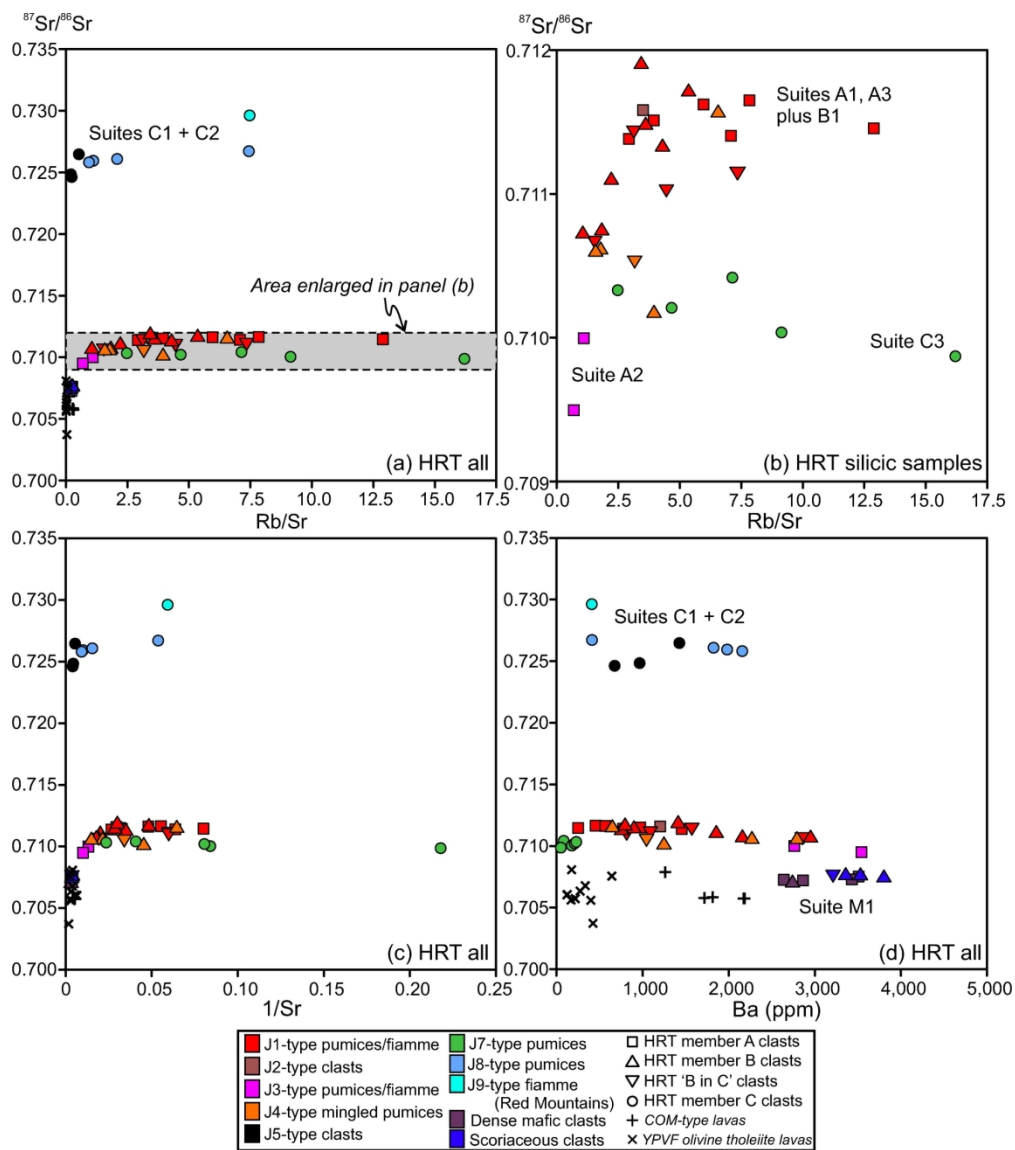 ⁸⁷Sr/⁸⁶Sr
0.735
0.730
0.725
0.720
0.715
0.710
0.705
0.700
Suites C1 + C2
Area enlarged in panel (b)
(a) HRT all
0.0 2.5 5.0 7.5 10.0 12.5 15.0 17.5
Rb/Sr
⁸⁷Sr/⁸⁶Sr
0.712
0.711
0.710
0.709
Suites A1, A3
plus B1
Suite C3
Suite A2
(b) HRT silicic samples
0.0 2.5 5.0 7.5 10.0 12.5 15.0 17.5
Rb/Sr
0.735
0.730
0.725
0.720
0.715
0.710
0.705
0.700
(c) HRT all
0 0.05 0.10 0.15 0.20 0.25
1/Sr
0.735
0.730
0.725
0.720
0.715
0.710
0.705
0.700
Suites C1 + C2
Suite M1
(d) HRT all
0 1,000 2,000 3,000 4,000 5,000
Ba (ppm)
J1-type pumices/fiamme
J2-type clasts
J3-type pumices/fiamme
J4-type mingled pumices
J5-type clasts
J7-type pumices
J8-type pumices
J9-type fiamme
(Red Mountains)
Dense mafic clasts
Scoriaceous clasts
HRT member A clasts
HRT member B clasts
HRT 'B in C' clasts
HRT member C clasts
COM-type lavas
YPVF olivine tholeiite lavas